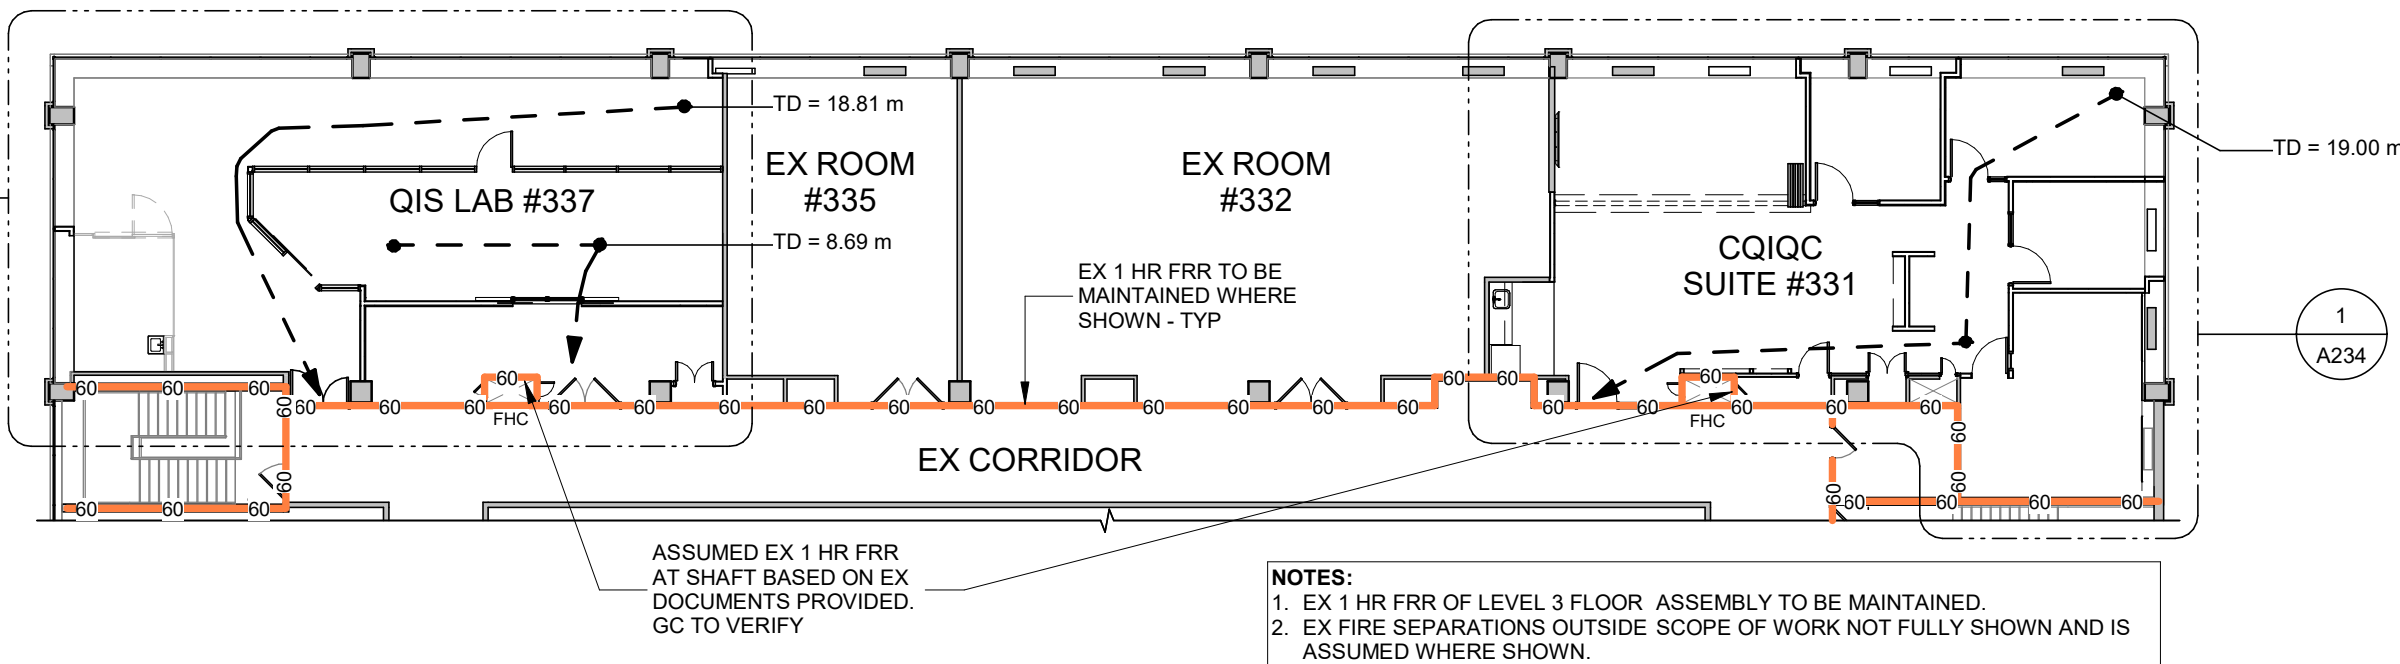 TD = 18.81 m
EX ROOM
#335
EX ROOM
#332
TD = 19.00 m
QIS LAB #337
TD = 8.69 m
CQIQC
SUITE #331
EX 1 HR FRR TO BE
MAINTAINED WHERE
SHOWN - TYP
1
A234
60 60 60
60
60
60 60 60 60 60 60 60 60 60 60 60 60 60
60
60 60
60
60 60 60 60 60
FHC
FHC
EX CORRIDOR
60
60
60
60 60 60
60 60 60 60
ASSUMED EX 1 HR FRR
AT SHAFT BASED ON EX
DOCUMENTS PROVIDED.
GC TO VERIFY
NOTES:
1. EX 1 HR FRR OF LEVEL 3 FLOOR ASSEMBLY TO BE MAINTAINED.
2. EX FIRE SEPARATIONS OUTSIDE SCOPE OF WORK NOT FULLY SHOWN AND IS
ASSUMED WHERE SHOWN.